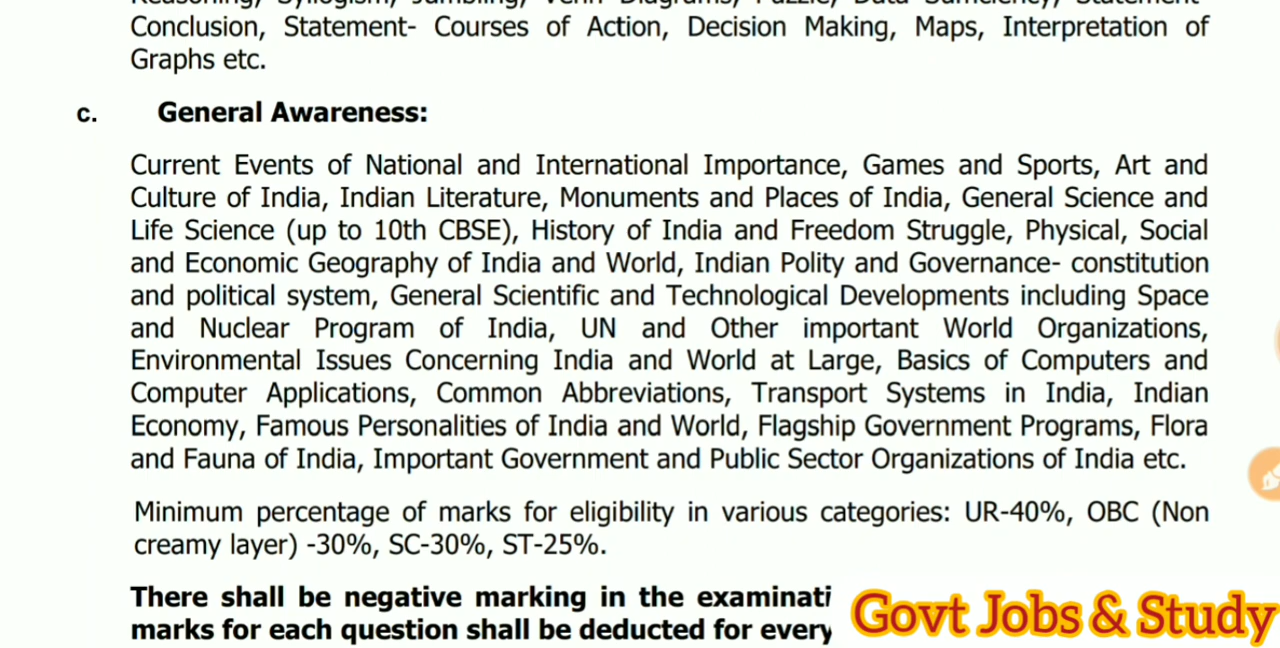 Reasoning, Syllogism, Jumbling, Venn Diagrams, Puzzle, Data Sufficiency, Statement-
Conclusion, Statement- Courses of Action, Decision Making, Maps, Interpretation of
Graphs etc.
c. General Awareness:
Current Events of National and International Importance, Games and Sports, Art and
Culture of India, Indian Literature, Monuments and Places of India, General Science and
Life Science (up to 10th CBSE), History of India and Freedom Struggle, Physical, Social
and Economic Geography of India and World, Indian Polity and Governance- constitution
and political system, General Scientific and Technological Developments including Space
and Nuclear Program of India, UN and Other important World Organizations,
Environmental Issues Concerning India and World at Large, Basics of Computers and
Computer Applications, Common Abbreviations, Transport Systems in India, Indian
Economy, Famous Personalities of India and World, Flagship Government Programs, Flora
and Fauna of India, Important Government and Public Sector Organizations of India etc.
Minimum percentage of marks for eligibility in various categories: UR-40%, OBC (Non
creamy layer) -30%, SC-30%, ST-25%.
There shall be negative marking in the examinati
marks for each question shall be deducted for every
Govt Jobs & Study